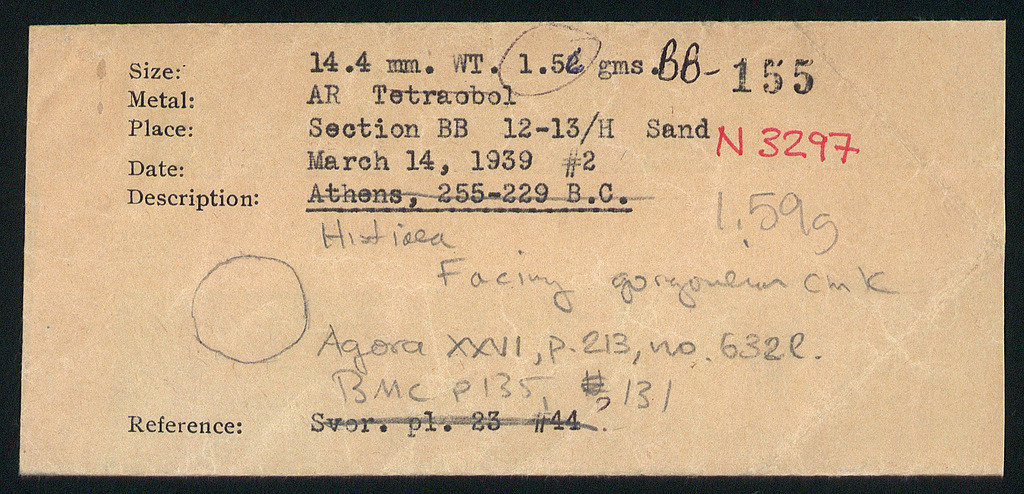 Size: 14.4 mm. WT. 1.56 gms. BB- 155
Metal: AR Tetraobol
Place: Section BB 12-13/H Sand N 3297
Date: March 14, 1939 #2
Description: Athens, 255-229 B.C.
1.59g
Histiaea
Facing gorgoneion cmk
Agora XXVI, p. 213, no. 632l.
BMC p 135, # 131
Reference: Svor. pl. 23 #44.